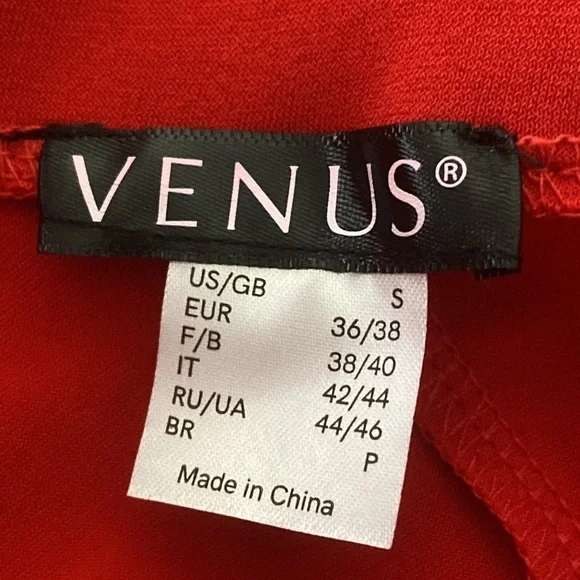 VENUS®
US/GB S
EUR 36/38
F/B 38/40
IT 42/44
RU/UA 44/46
BR P
Made in China